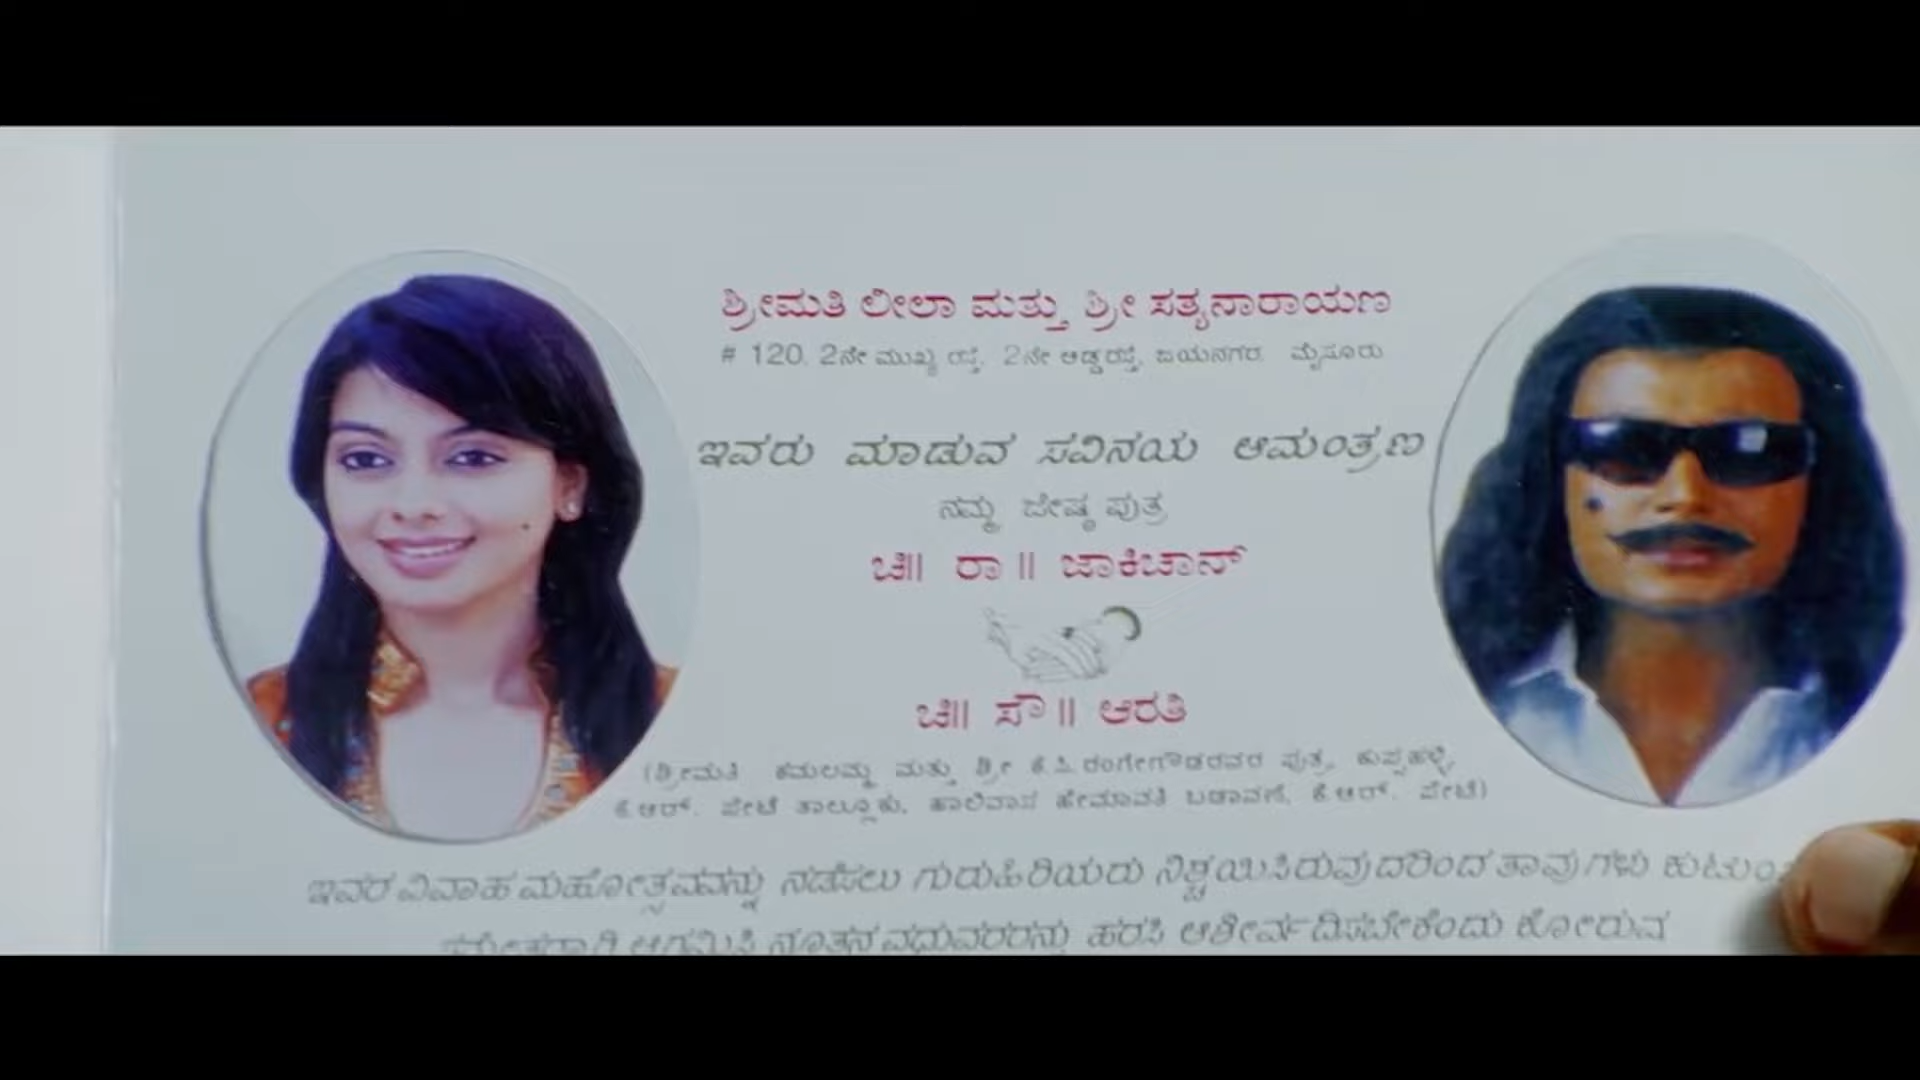 ಶ್ರೀಮತಿ ಲೀಲಾ ಮತ್ತು ಶ್ರೀ ಸತ್ಯನಾರಾಯಣ
# 120, 2ನೇ ಮುಖ್ಯ ರಸ್ತೆ, 2ನೇ ಅಡ್ಡರಸ್ತೆ, ಜಯನಗರ ಮೈಸೂರು
ಇವರು ಮಾಡುವ ಸವಿನಯ ಆಮಂತ್ರಣ
ನಮ್ಮ ಜೇಷ್ಠ ಪುತ್ರ
ಚಿ|| ರಾ || ಜಾಕಿಚಾನ್
ಚಿ|| ಸೌ || ಆರತಿ
(ಶ್ರೀಮತಿ ಕಮಲಮ್ಮ ಮತ್ತು ಶ್ರೀ ಕೆ.ಸಿ.ರಂಗೇಗೌಡರವರ ಪುತ್ರಿ,
ಕೆ.ಆರ್. ಪೇಟೆ ತಾಲ್ಲೂಕು, ಹಾಲಿವಾಸ ಹೇಮಾವತಿ ಬಡಾವಣೆ, ಕೆ.ಆರ್. ಪೇಟೆ)
ಇವರ ವಿವಾಹ ಮಹೋತ್ಸವವನ್ನು ನಡೆಸಲು ಗುರುಹಿರಿಯರು ನಿಶ್ಚಯಿಸಿರುವುದರಿಂದ ತಾವುಗಳು
ಆಗಮಿಸಿ ನೂತನ ವಧುವರರನ್ನು ಹರಸಿ ಆಶೀರ್ವದಿಸಬೇಕೆಂದು ಕೋರುವ